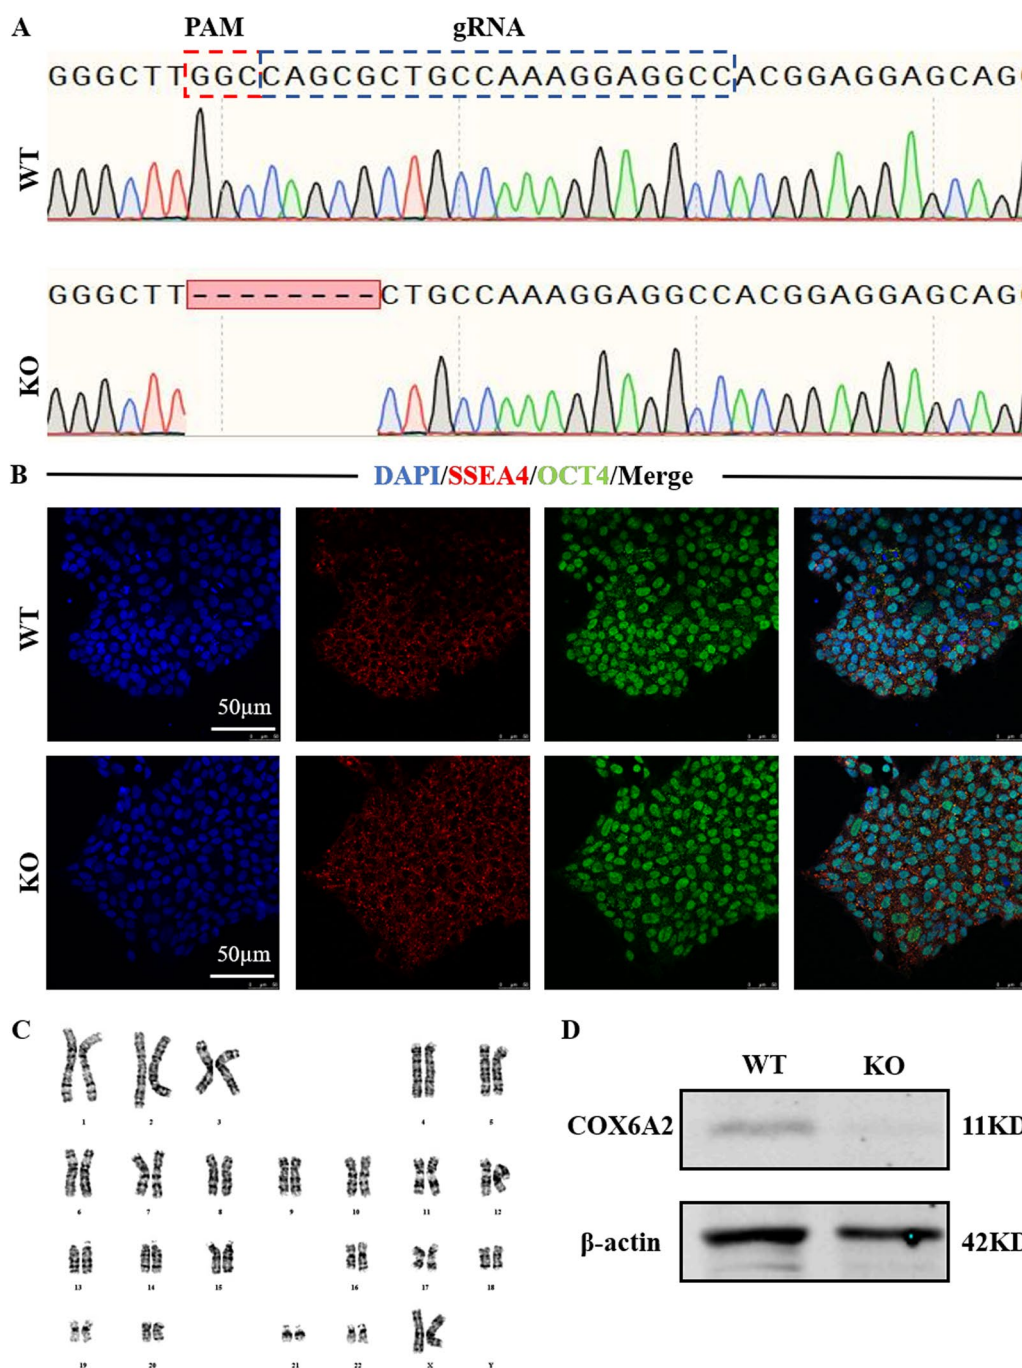 A
PAM gRNA
GGGCTTGGCCAGCGCTGCCAAAGGAGGCCACGGAGGAGCAG
WT
GGGCTT--------CTGCCAAAGGAGGCCACGGAGGAGCAG
KO
B
DAPI/SSEA4/OCT4/Merge
WT
50μm
KO
50μm
C
1 2 3 4 5
6 7 8 9 10 11 12
13 14 15 16 17 18
19 20 21 22 X Y
D
WT KO
COX6A2 11KD
β-actin 42KD